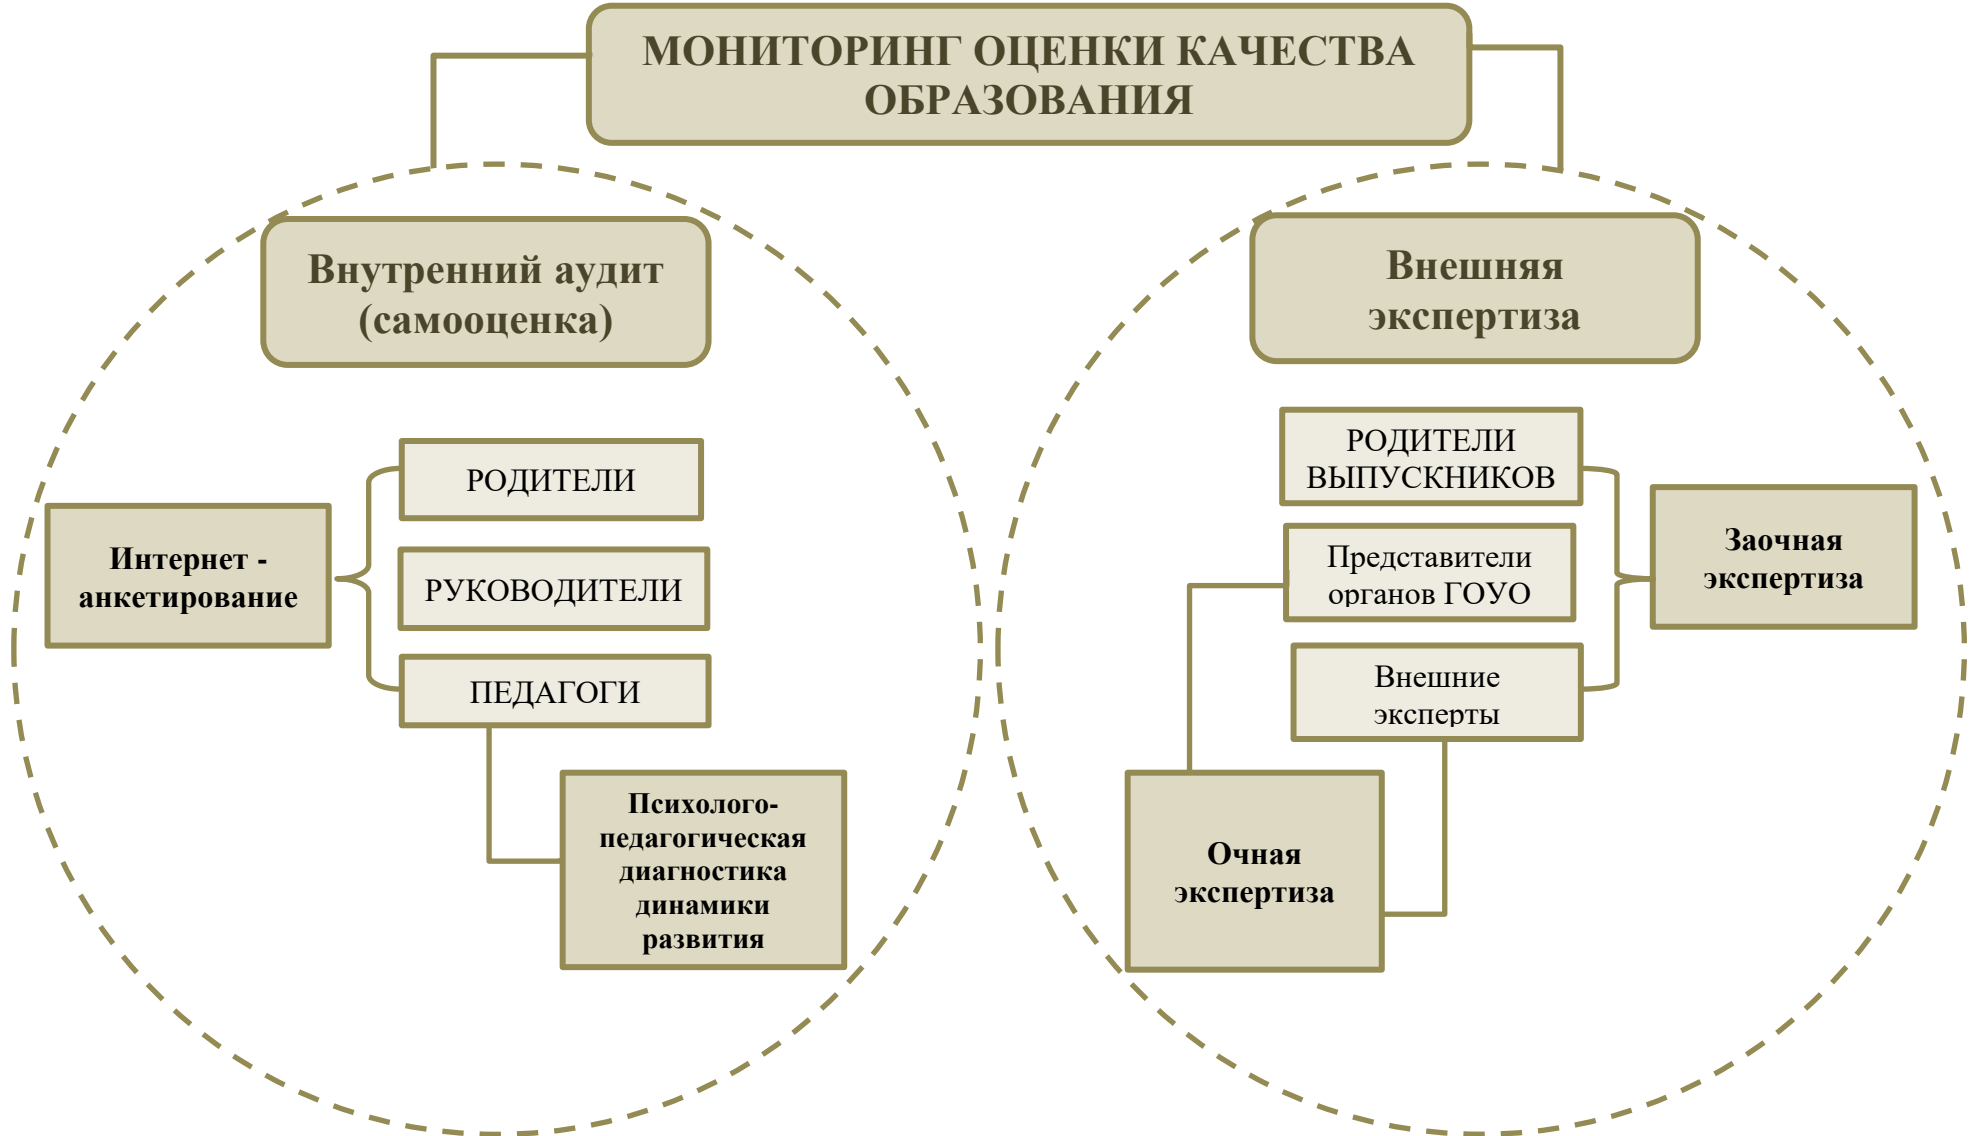 МОНИТОРИНГ ОЦЕНКИ КАЧЕСТВА
ОБРАЗОВАНИЯ
Внутренний аудит
(самооценка)
Интернет -
анкетирование
РОДИТЕЛИ
РУКОВОДИТЕЛИ
ПЕДАГОГИ
Психолого-
педагогическая
диагностика
динамики
развития
Внешняя
экспертиза
РОДИТЕЛИ
ВЫПУСКНИКОВ
Представители
органов ГОУО
Внешние
эксперты
Заочная
экспертиза
Очная
экспертиза